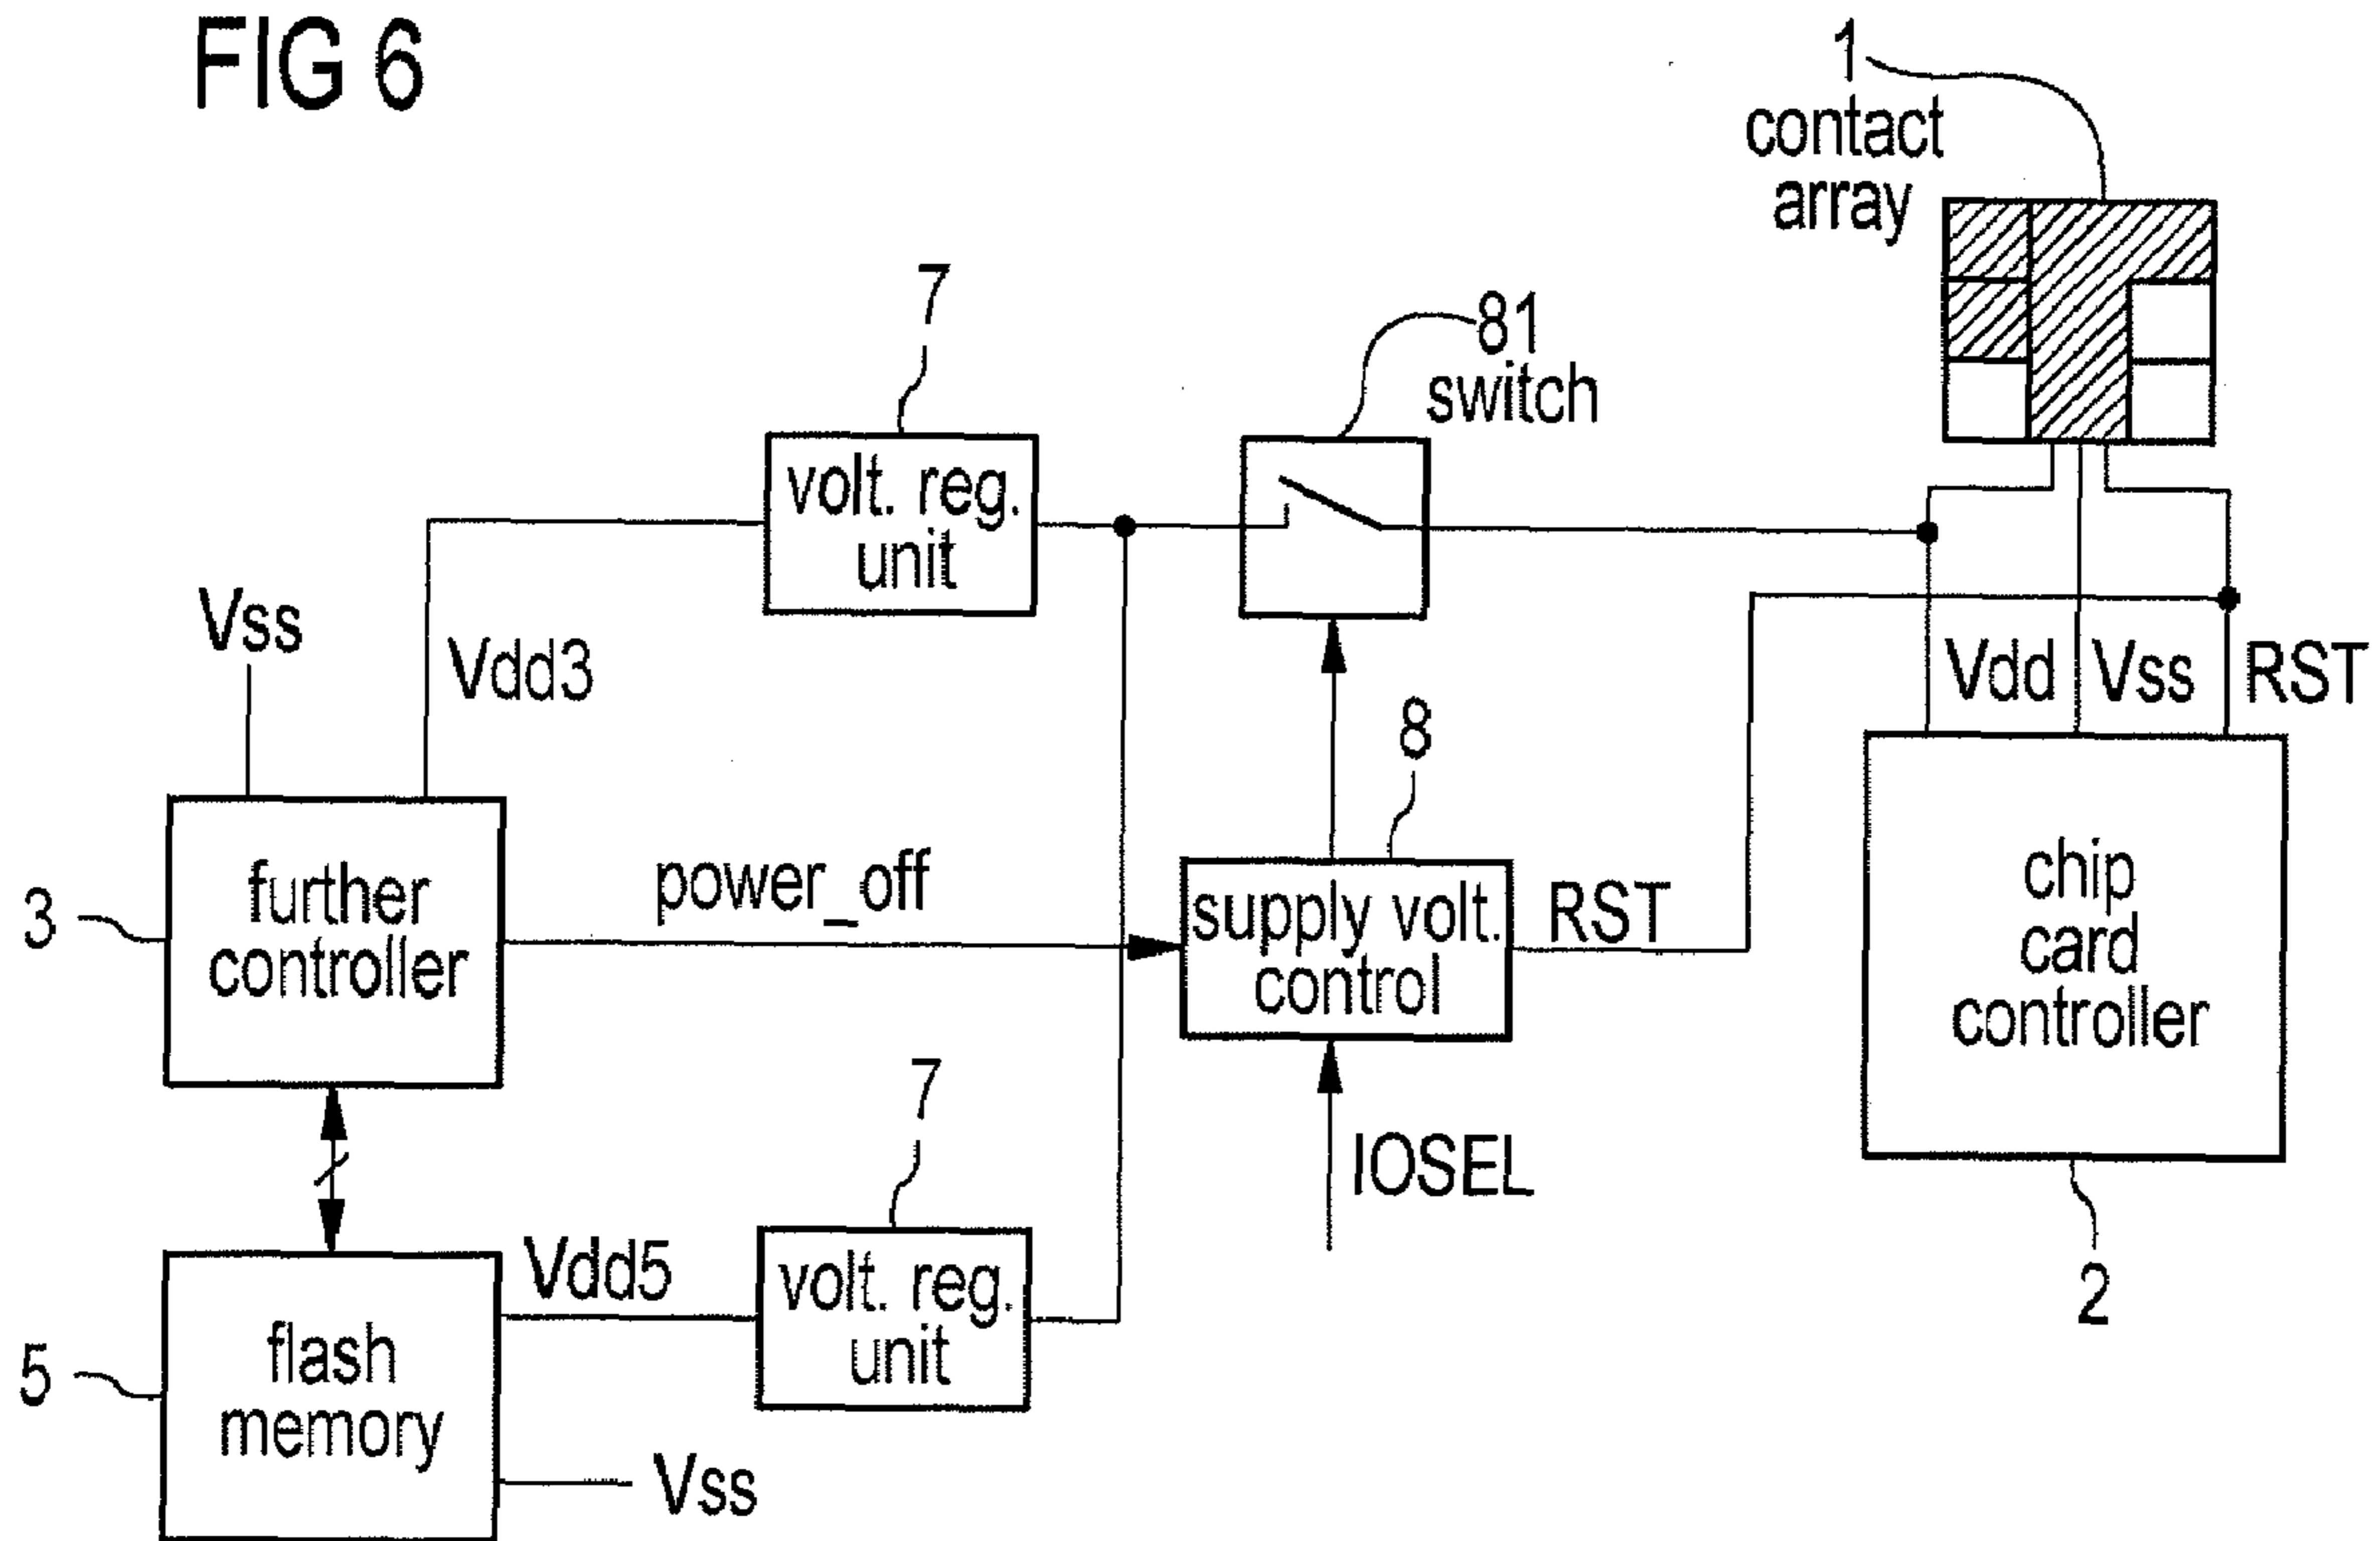 FIG 6
1
contact
array
7
81
switch
volt. reg.
unit
Vss
Vdd3
Vdd
Vss
RST
8
further
controller
3
power_off
supply volt.
control
RST
chip
card
controller
7
IOSEL
2
Vdd5
volt. reg.
unit
5
flash
memory
Vss